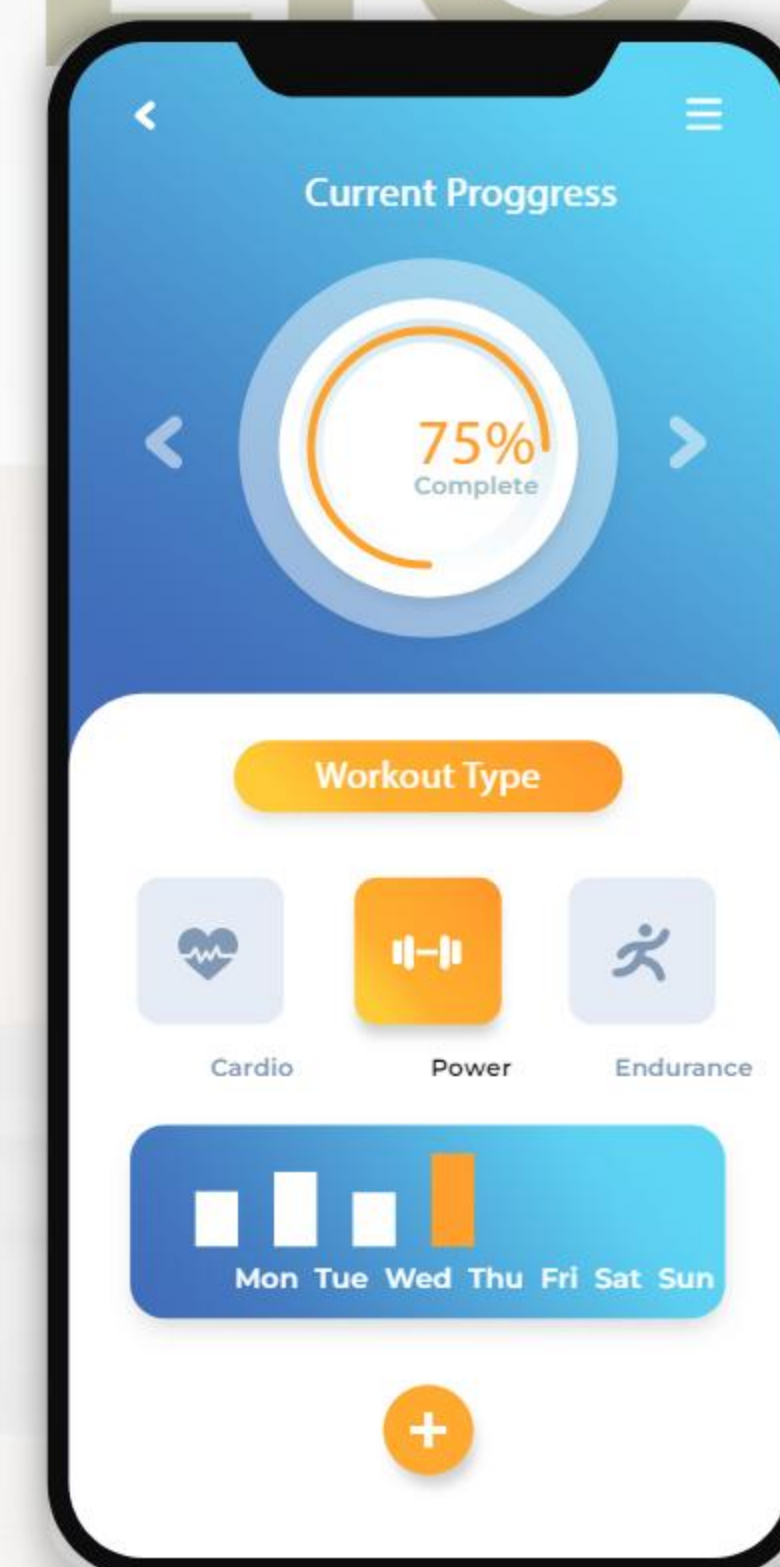 Current Proggress
75%
Complete
Workout Type
Cardio Power Endurance
Mon Tue Wed Thu Fri Sat Sun